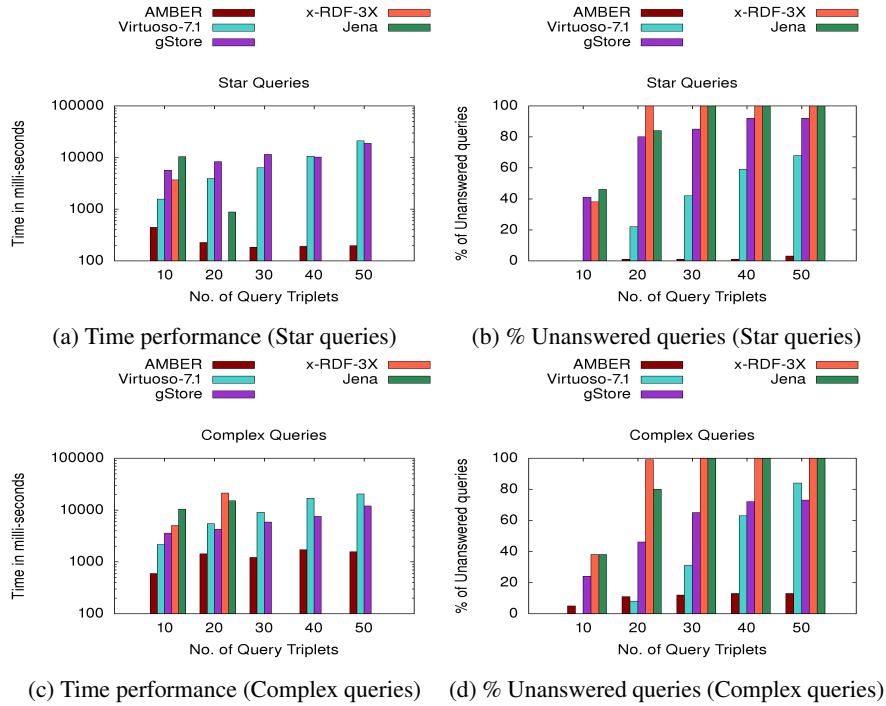 AMBER
Virtuoso-7.1
gStore
x-RDF-3X
Jena
Star Queries
Time in milli-seconds
100000
10000
1000
100
10 20 30 40 50
No. of Query Triplets
(a) Time performance (Star queries)
AMBER
Virtuoso-7.1
gStore
x-RDF-3X
Jena
Star Queries
% of Unanswered queries
100
80
60
40
20
0
10 20 30 40 50
No. of Query Triplets
(b) % Unanswered queries (Star queries)
AMBER
Virtuoso-7.1
gStore
x-RDF-3X
Jena
Complex Queries
Time in milli-seconds
100000
10000
1000
100
10 20 30 40 50
No. of Query Triplets
(c) Time performance (Complex queries)
AMBER
Virtuoso-7.1
gStore
x-RDF-3X
Jena
Complex Queries
% of Unanswered queries
100
80
60
40
20
0
10 20 30 40 50
No. of Query Triplets
(d) % Unanswered queries (Complex queries)